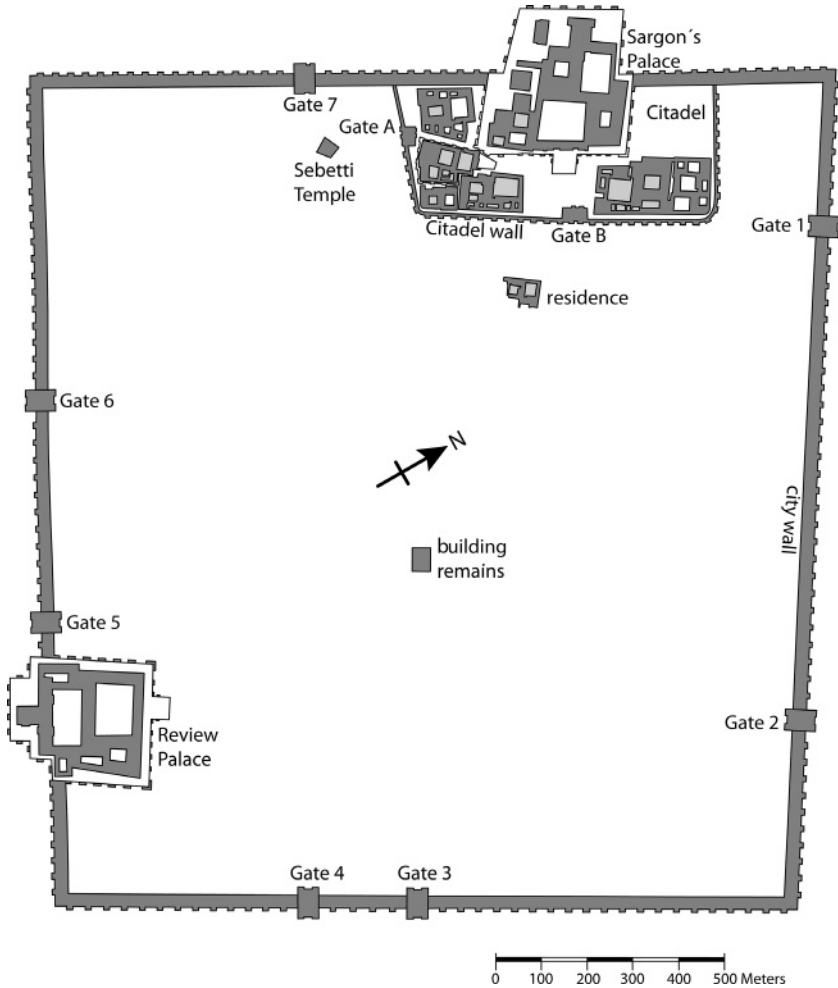 Sargon´s
Palace
Gate 7
Citadel
Gate A
Sebetti
Temple
Gate 1
Citadel wall
Gate B
residence
Gate 6
N
city wall
building
remains
Gate 5
Gate 2
Review
Palace
Gate 4
Gate 3
0 100 200 300 400 500 Meters